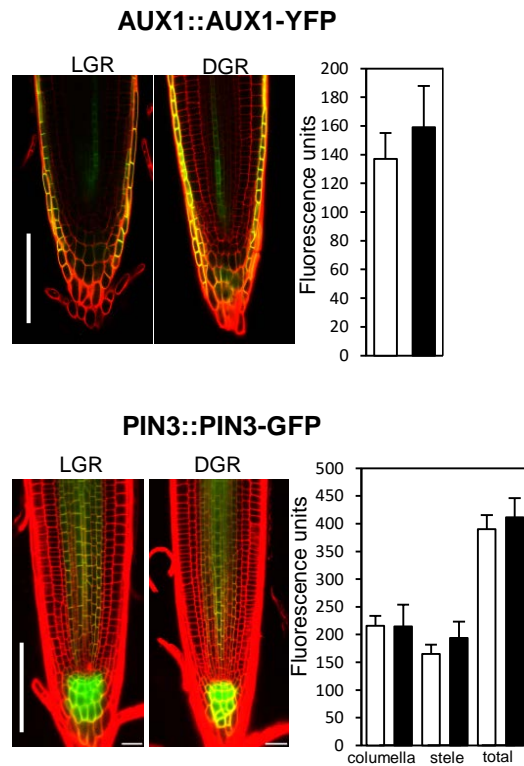 AUX1::AUX1-YFP
LGR
DGR
Fluorescence units
200
180
160
140
120
100
80
60
40
20
0
PIN3::PIN3-GFP
LGR
DGR
Fluorescence units
500
450
400
350
300
250
200
150
100
50
0
columella stele total